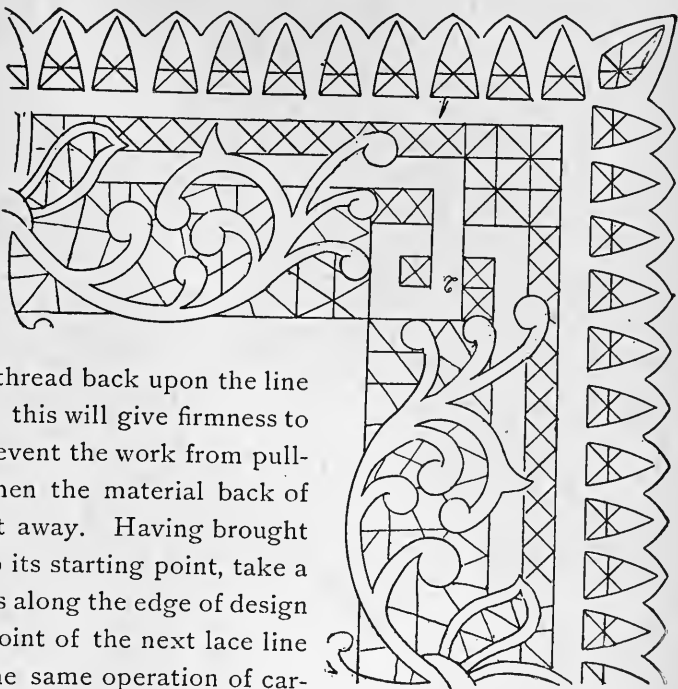 thread back upon the line
this will give firmness to
event the work from pull-
hen the material back of
t away. Having brought
o its starting point, take a
s along the edge of design
oint of the next lace line
ne same operation of car-